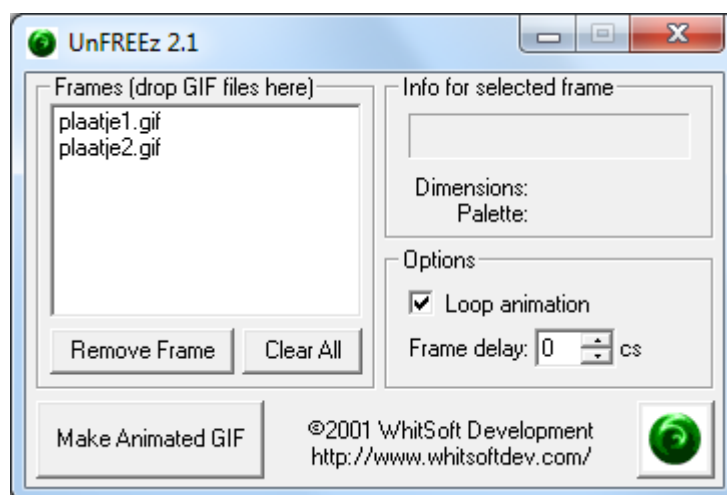 UnFREEz 2.1
Frames (drop GIF files here)
plaatje1.gif
plaatje2.gif
Remove Frame
Clear All
Info for selected frame
Dimensions:
Palette:
Options
Loop animation
Frame delay: 0 cs
Make Animated GIF
©2001 WhitSoft Development
http://www.whitsoftdev.com/